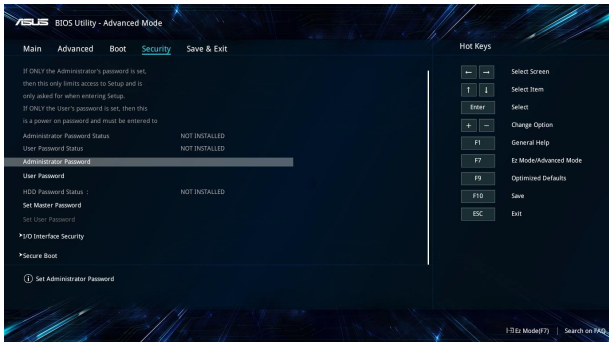 ASUS BIOS Utility - Advanced Mode
Main Advanced Boot Security Save & Exit
If ONLY the Administrator's password is set,
then this only limits access to Setup and is
only asked for when entering Setup.
If ONLY the User's password is set, then this
is a power on password and must be entered to
Administrator Password Status NOT INSTALLED
User Password Status NOT INSTALLED
Administrator Password
User Password
HDD Password Status : NOT INSTALLED
Set Master Password
Set User Password
>I/O Interface Security
>Secure Boot
Set Administrator Password
Hot Keys
← → Select Screen
↑ ↓ Select Item
Enter Select
+ − Change Option
F1 General Help
F7 Ez Mode/Advanced Mode
F9 Optimized Defaults
F10 Save
ESC Exit
Ez Mode(F7) | Search on FAQ